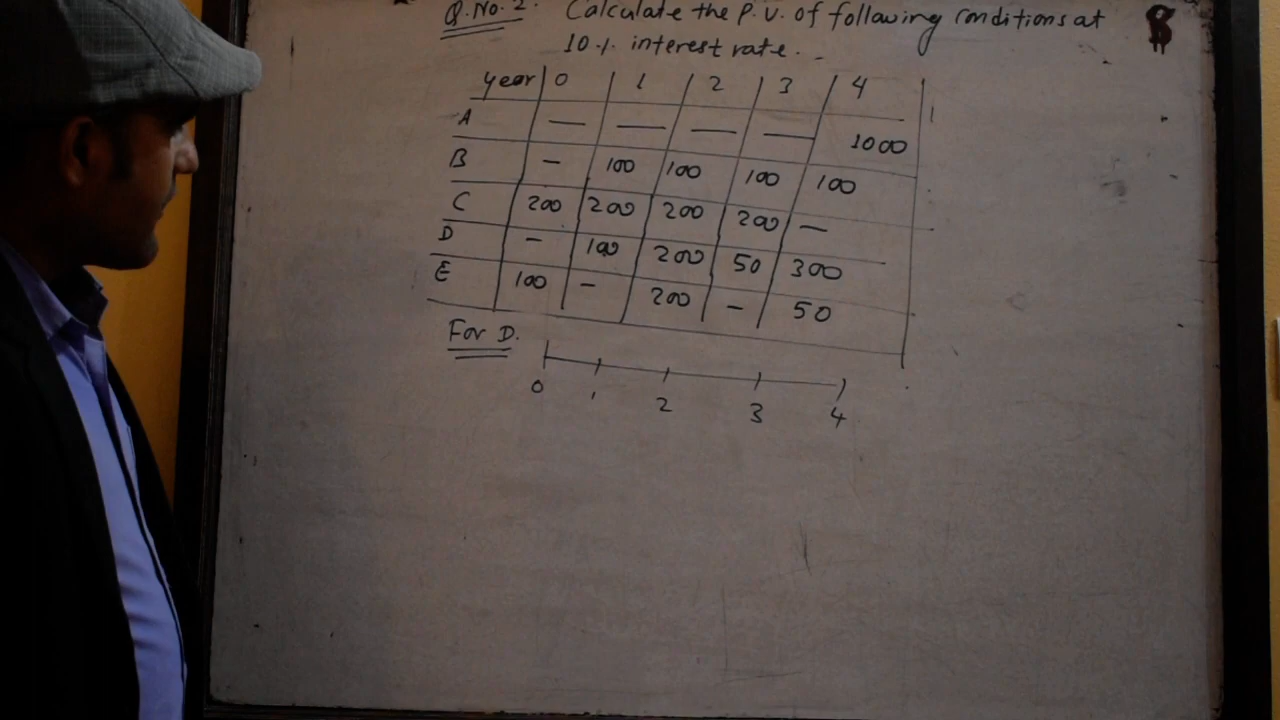 Q.No.2. Calculate the P.V. of following conditions at
10 % interest rate.
year 0 1 2 3 4
A — — — — 1000
B — 100 100 100 100
C 200 200 200 200 —
D — 100 200 50 300
E 100 — 200 — 50
For D.
0 1 2 3 4